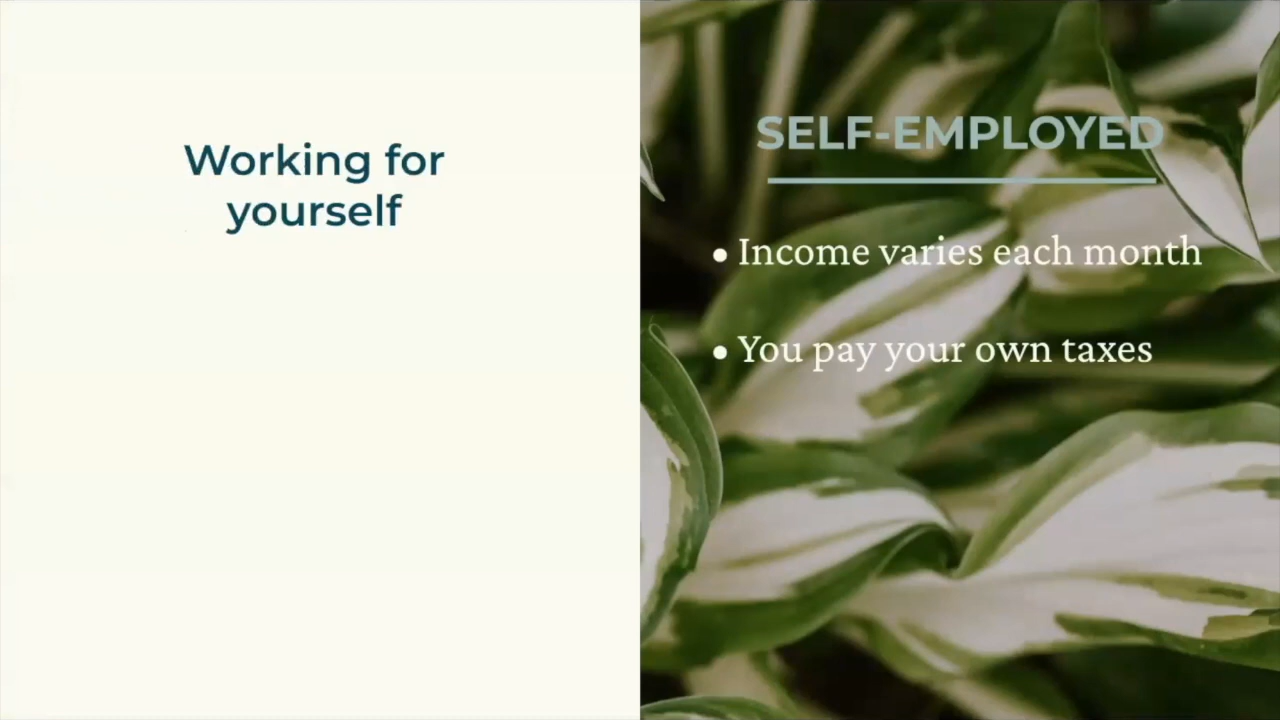 Working for
yourself
SELF-EMPLOYED
• Income varies each month
• You pay your own taxes